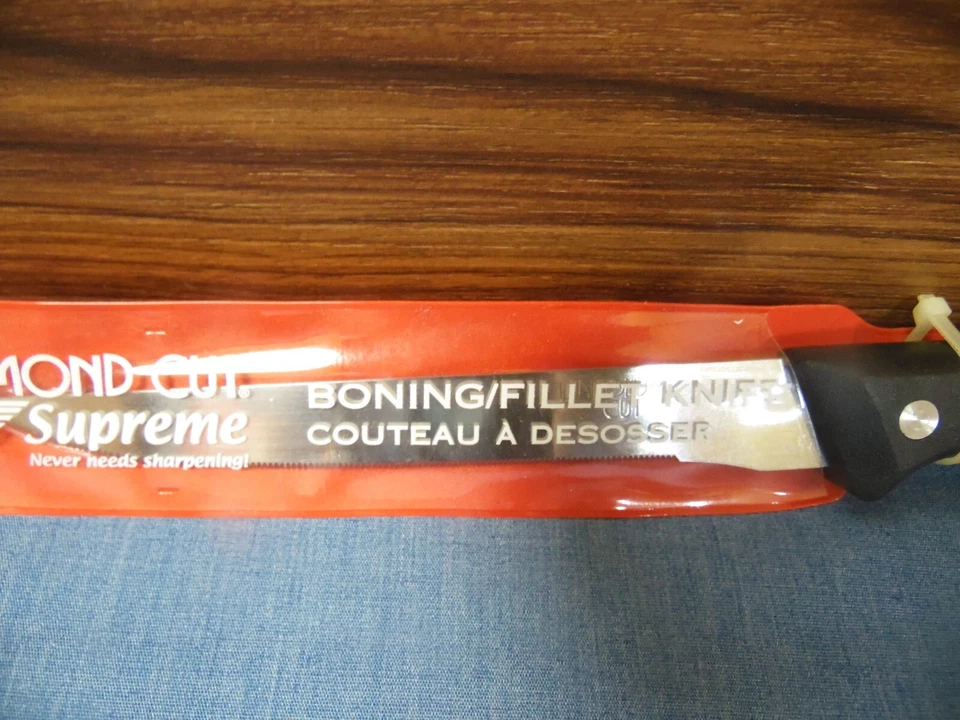 MOND CUT®
Supreme
Never needs sharpening!
BONING/FILLET KNIFE
COUTEAU À DESOSSER